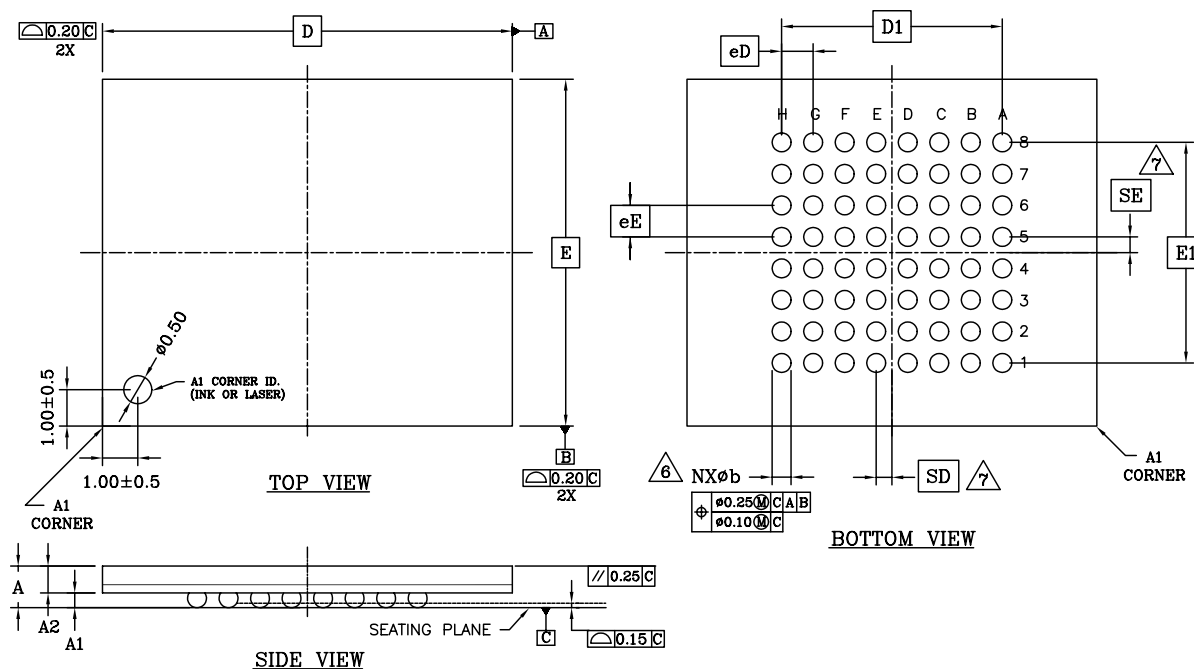 ⌓ 0.20 C
2X
D
A
E
ø0.50
A1 CORNER ID.
(INK OR LASER)
1.00±0.5
1.00±0.5
B
⌓ 0.20 C
2X
TOP VIEW
A1
CORNER
D1
eD
H G F E D C B A
8
7
6
5
4
3
2
1
7
SE
eE
E1
6 NXøb
⌖ ø0.25Ⓜ C A B
ø0.10Ⓜ C
SD 7
A1
CORNER
BOTTOM VIEW
A
A2
A1
// 0.25 C
SEATING PLANE
C
⌓ 0.15 C
SIDE VIEW